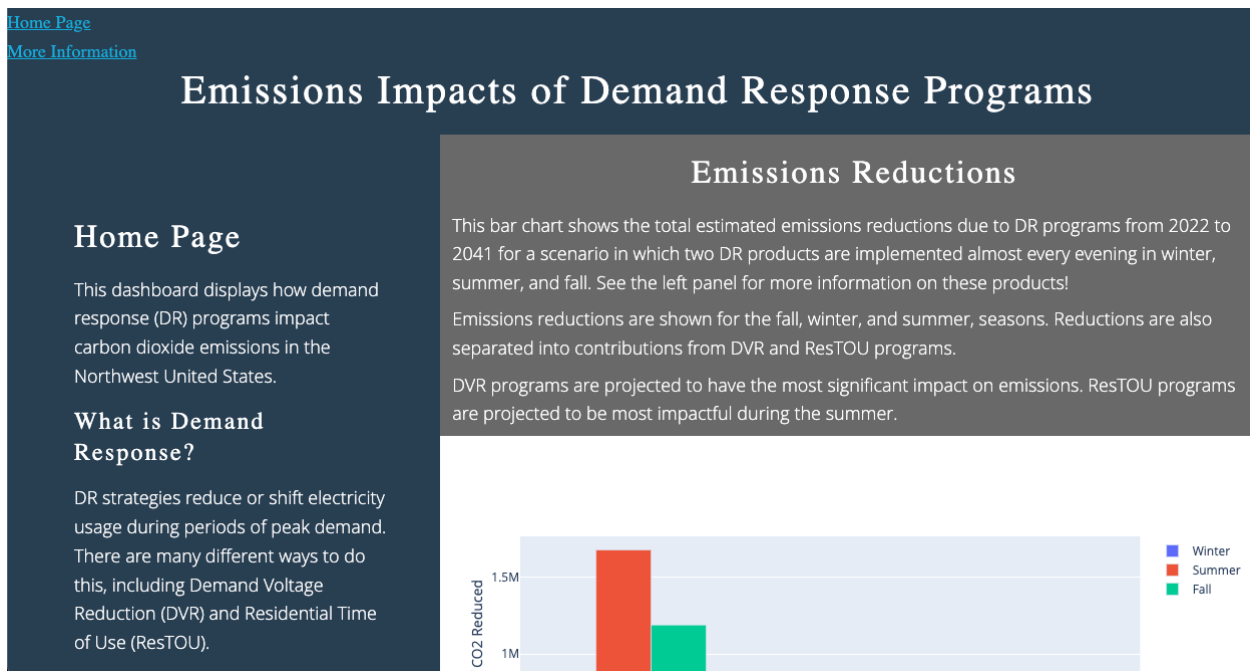 Home Page
More Information
Emissions Impacts of Demand Response Programs
Home Page
This dashboard displays how demand
response (DR) programs impact
carbon dioxide emissions in the
Northwest United States.
What is Demand
Response?
DR strategies reduce or shift electricity
usage during periods of peak demand.
There are many different ways to do
this, including Demand Voltage
Reduction (DVR) and Residential Time
of Use (ResTOU).
Emissions Reductions
This bar chart shows the total estimated emissions reductions due to DR programs from 2022 to
2041 for a scenario in which two DR products are implemented almost every evening in winter,
summer, and fall. See the left panel for more information on these products!
Emissions reductions are shown for the fall, winter, and summer, seasons. Reductions are also
separated into contributions from DVR and ResTOU programs.
DVR programs are projected to have the most significant impact on emissions. ResTOU programs
are projected to be most impactful during the summer.
1.5M
1M
CO2 Reduced
Winter
Summer
Fall